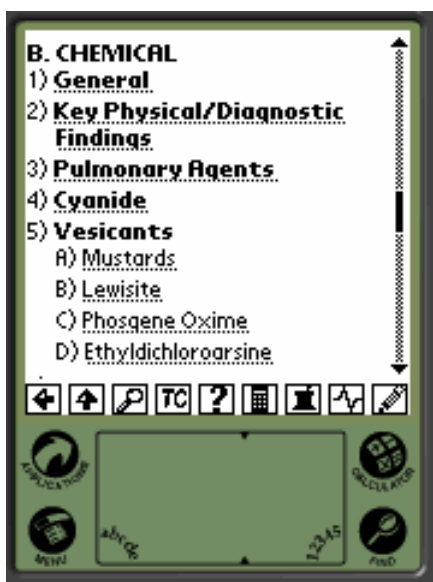 B. CHEMICAL
1) General
2) Key Physical/Diagnostic
Findings
3) Pulmonary Agents
4) Cyanide
5) Vesicants
A) Mustards
B) Lewisite
C) Phosgene Oxime
D) Ethyldichloroarsine
TC ?
APPLICATIONS
CALCULATOR
MENU
abcde
12345
FIND